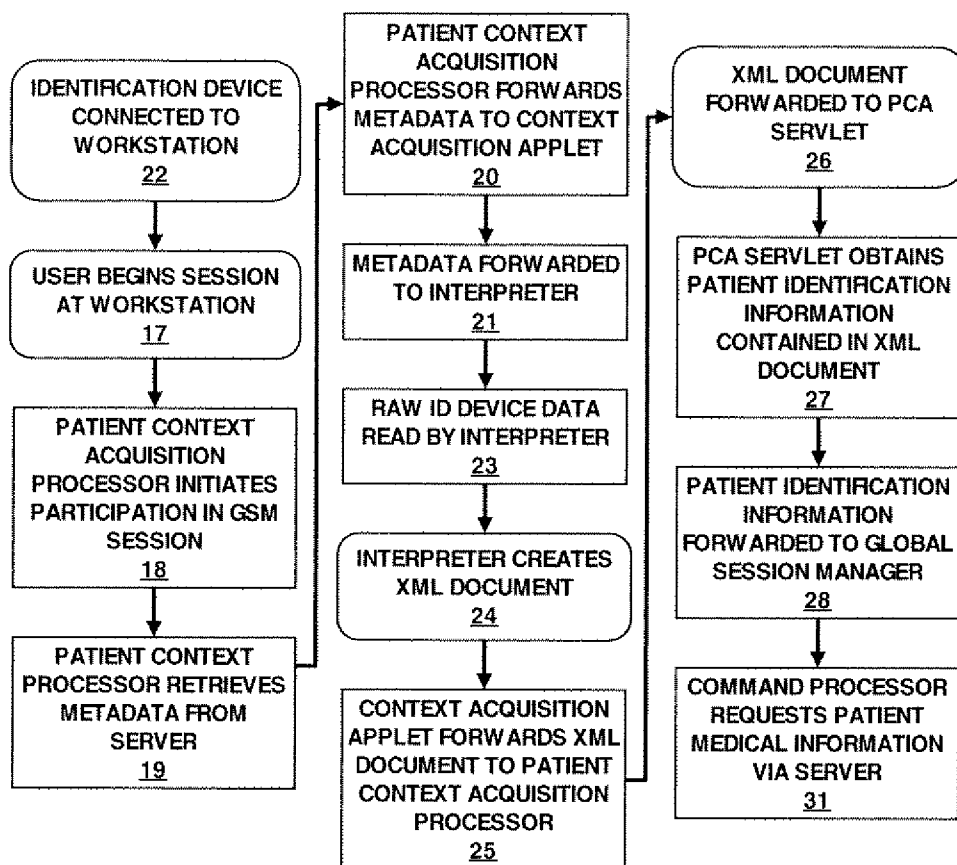 IDENTIFICATION DEVICE
CONNECTED TO
WORKSTATION
22
USER BEGINS SESSION
AT WORKSTATION
17
PATIENT CONTEXT
ACQUISITION
PROCESSOR INITIATES
PARTICIPATION IN GSM
SESSION
18
PATIENT CONTEXT
PROCESSOR RETRIEVES
METADATA FROM
SERVER
19
PATIENT CONTEXT
ACQUISITION
PROCESSOR FORWARDS
METADATA TO CONTEXT
ACQUISITION APPLET
20
METADATA FORWARDED
TO INTERPRETER
21
RAW ID DEVICE DATA
READ BY INTERPRETER
23
INTERPRETER CREATES
XML DOCUMENT
24
CONTEXT ACQUISITION
APPLET FORWARDS XML
DOCUMENT TO PATIENT
CONTEXT ACQUISITION
PROCESSOR
25
XML DOCUMENT
FORWARDED TO PCA
SERVLET
26
PCA SERVLET OBTAINS
PATIENT IDENTIFICATION
INFORMATION
CONTAINED IN XML
DOCUMENT
27
PATIENT IDENTIFICATION
INFORMATION
FORWARDED TO GLOBAL
SESSION MANAGER
28
COMMAND PROCESSOR
REQUESTS PATIENT
MEDICAL INFORMATION
VIA SERVER
31